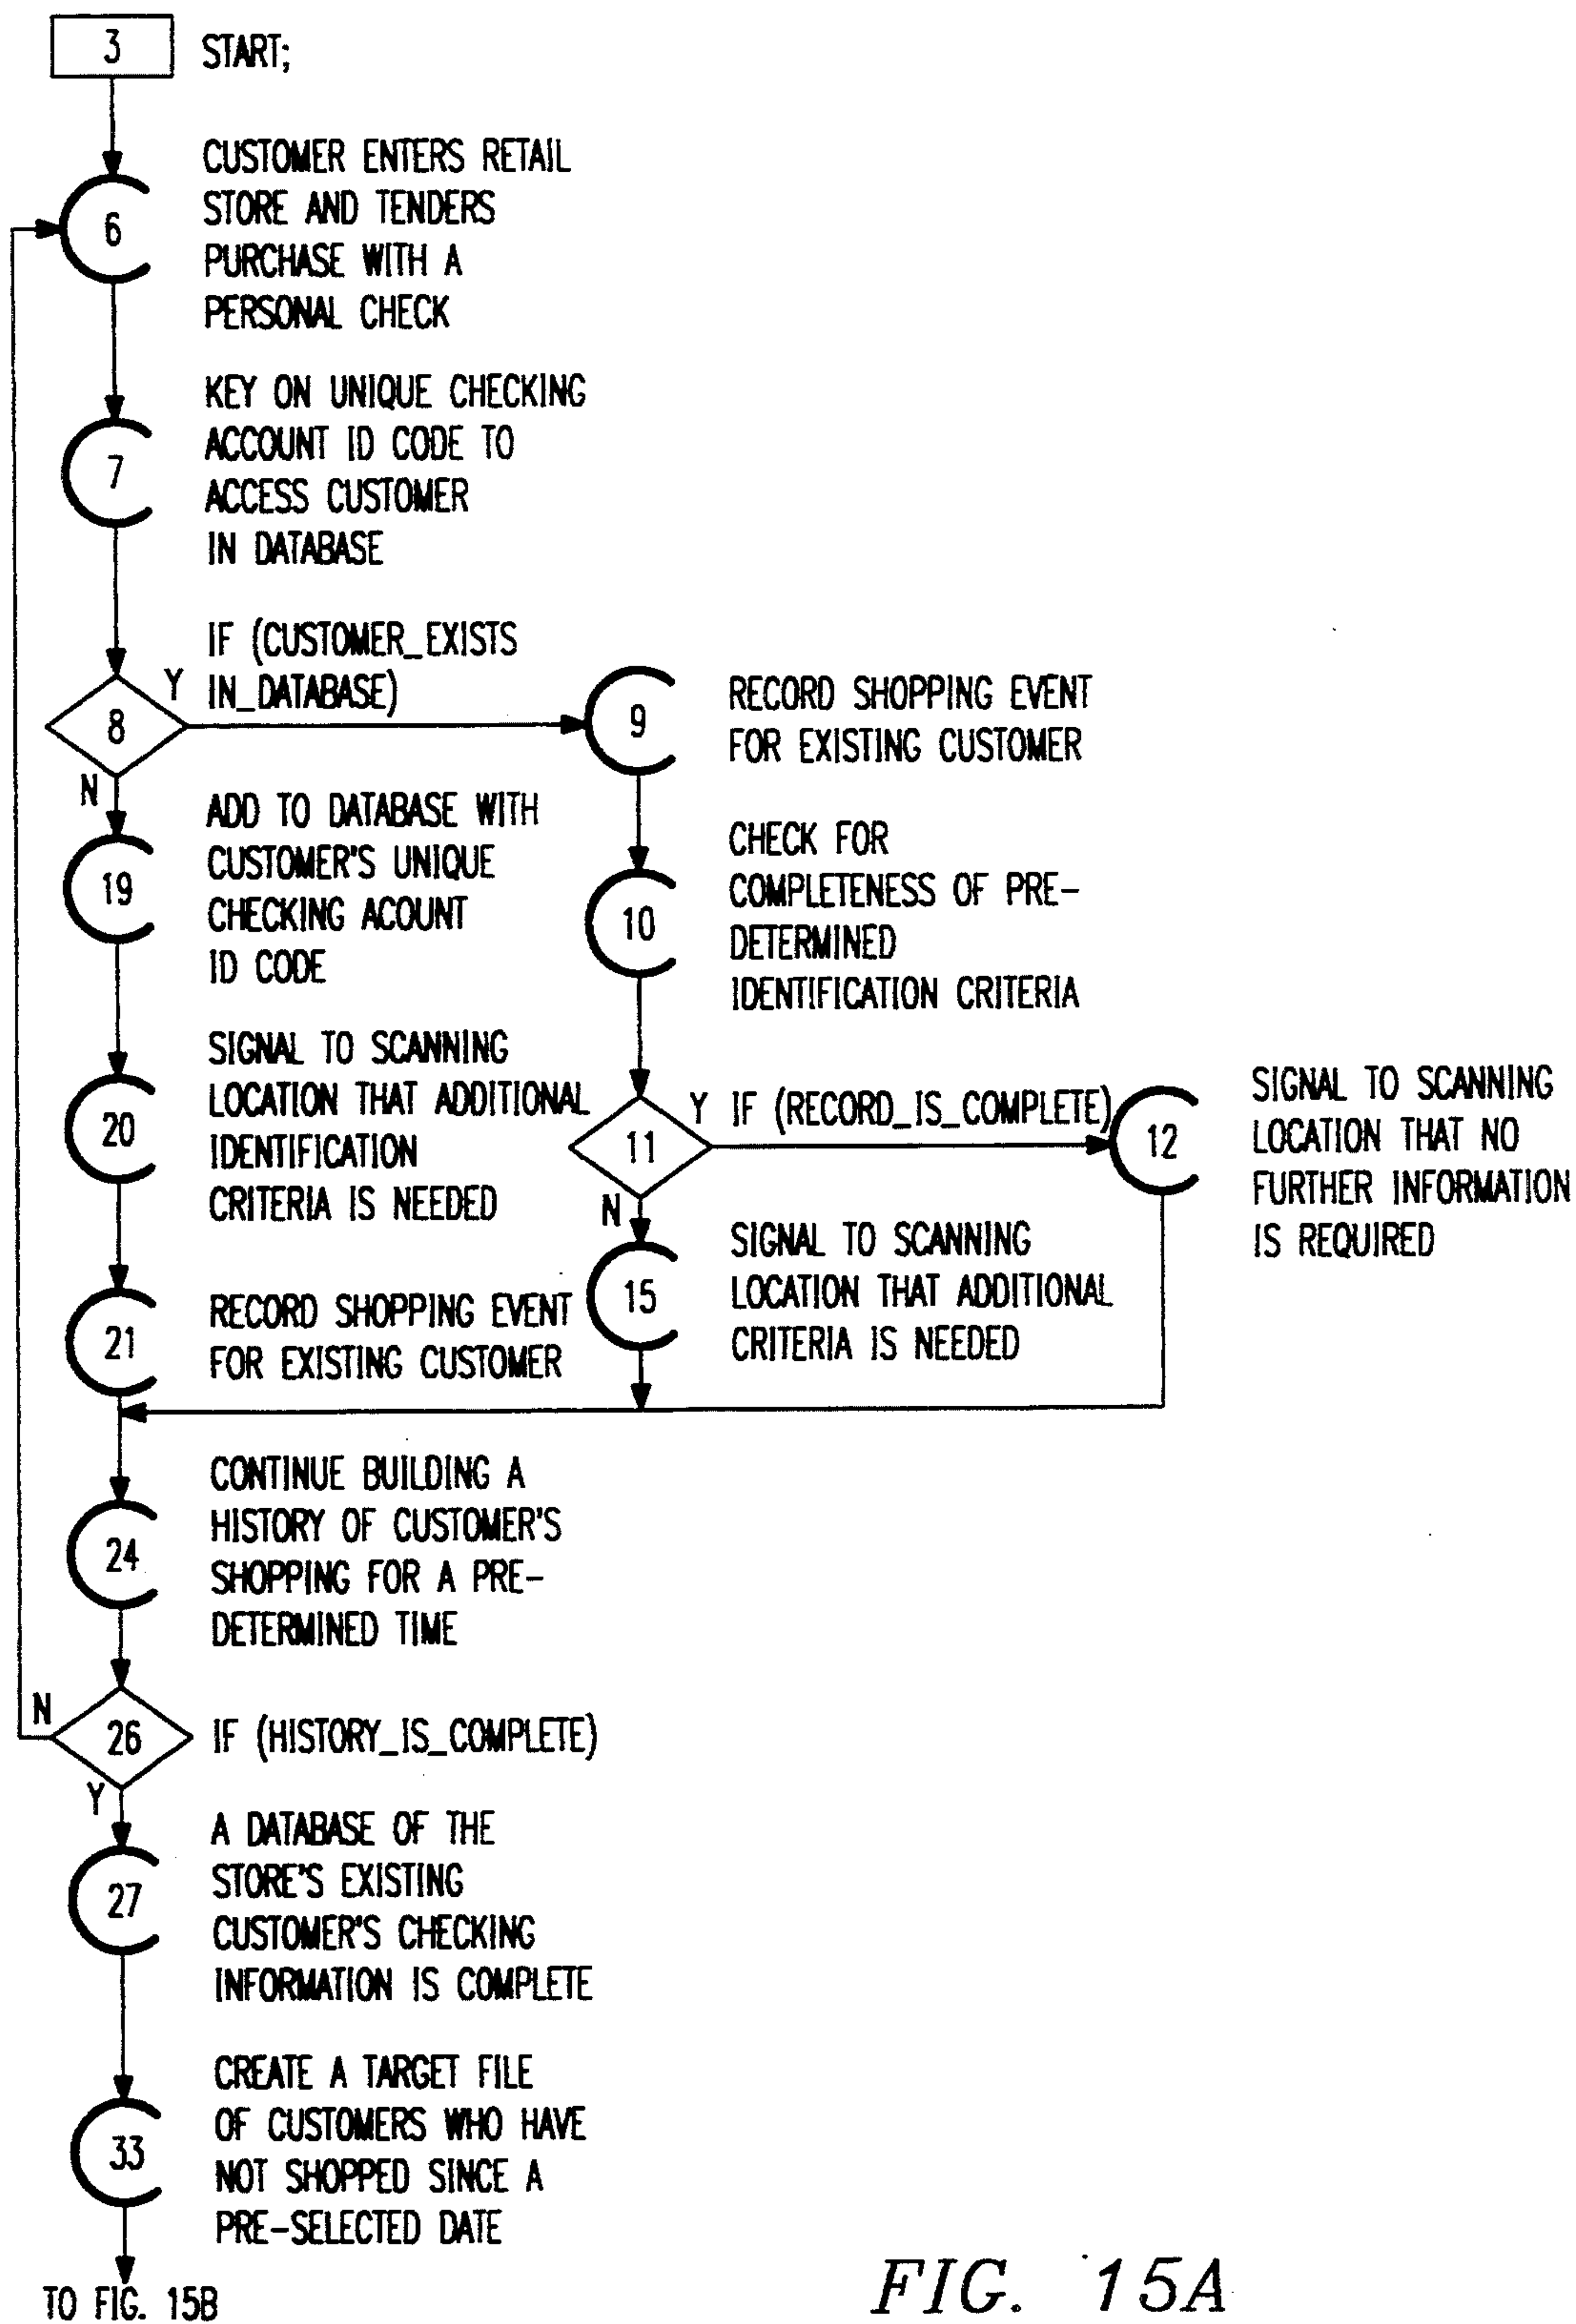 3 START;
CUSTOMER ENTERS RETAIL
STORE AND TENDERS
6
PURCHASE WITH A
PERSONAL CHECK
KEY ON UNIQUE CHECKING
ACCOUNT ID CODE TO
7
ACCESS CUSTOMER
IN DATABASE
IF (CUSTOMER_EXISTS
Y IN_DATABASE)
8
N
9
RECORD SHOPPING EVENT
FOR EXISTING CUSTOMER
CHECK FOR
COMPLETENESS OF PRE-
10
DETERMINED
IDENTIFICATION CRITERIA
11
Y IF (RECORD_IS_COMPLETE)
N
12
SIGNAL TO SCANNING
LOCATION THAT NO
FURTHER INFORMATION
IS REQUIRED
15
SIGNAL TO SCANNING
LOCATION THAT ADDITIONAL
CRITERIA IS NEEDED
ADD TO DATABASE WITH
CUSTOMER'S UNIQUE
19
CHECKING ACOUNT
ID CODE
SIGNAL TO SCANNING
LOCATION THAT ADDITIONAL
20
IDENTIFICATION
CRITERIA IS NEEDED
21
RECORD SHOPPING EVENT
FOR EXISTING CUSTOMER
CONTINUE BUILDING A
HISTORY OF CUSTOMER'S
24
SHOPPING FOR A PRE-
DETERMINED TIME
N
26 IF (HISTORY_IS_COMPLETE)
Y
A DATABASE OF THE
STORE'S EXISTING
27
CUSTOMER'S CHECKING
INFORMATION IS COMPLETE
CREATE A TARGET FILE
OF CUSTOMERS WHO HAVE
33
NOT SHOPPED SINCE A
PRE-SELECTED DATE
TO FIG. 15B
FIG. 15A